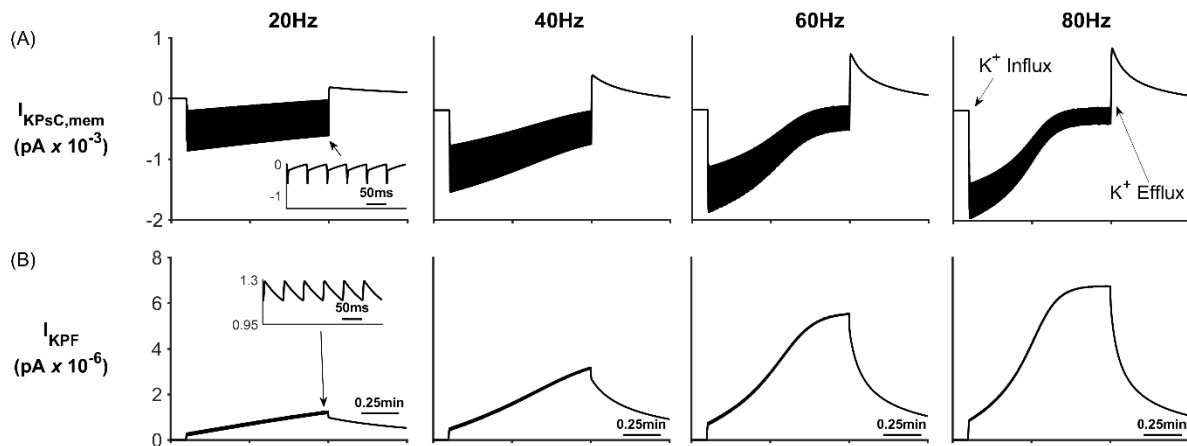 20Hz 40Hz 60Hz 80Hz
(A)
I_KPsC,mem
(pA x 10^-3)
1
0
-1
-2
0
-1
50ms
K+ Influx
K+ Efflux
(B)
I_KPF
(pA x 10^-6)
8
6
4
2
0
1.3
0.95
50ms
0.25min 0.25min 0.25min 0.25min